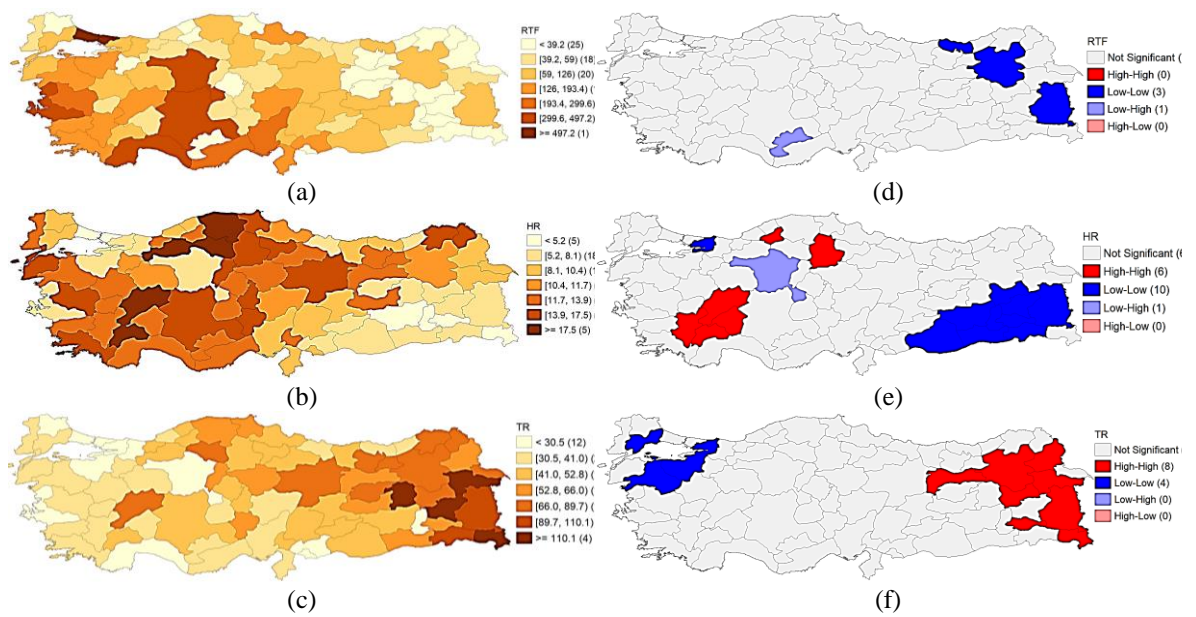 RTF
< 39.2 (25)
[39.2, 59) (18
[59, 126) (20)
[126, 193.4) (
[193.4, 299.6)
[299.6, 497.2)
>= 497.2 (1)
(a)
RTF
Not Significant (
High-High (0)
Low-Low (3)
Low-High (1)
High-Low (0)
(d)
HR
< 5.2 (5)
[5.2, 8.1) (18
[8.1, 10.4) (
[10.4, 11.7)
[11.7, 13.9)
[13.9, 17.5)
>= 17.5 (5)
(b)
HR
Not Significant (6
High-High (6)
Low-Low (10)
Low-High (1)
High-Low (0)
(e)
TR
< 30.5 (12)
[30.5, 41.0) (
[41.0, 52.8) (
[52.8, 66.0) (
[66.0, 89.7) (
[89.7, 110.1)
>= 110.1 (4)
(c)
TR
Not Significant (
High-High (8)
Low-Low (4)
Low-High (0)
High-Low (0)
(f)